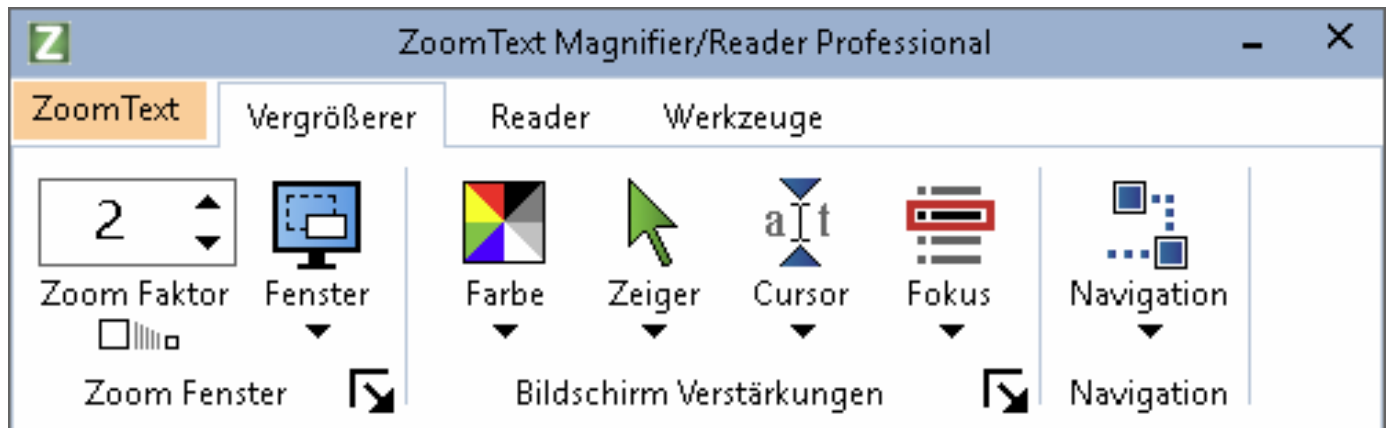 Z ZoomText Magnifier/Reader Professional
ZoomText Vergrößerer Reader Werkzeuge
2 a t
Zoom Faktor Fenster Farbe Zeiger Cursor Fokus Navigation
Zoom Fenster Bildschirm Verstärkungen Navigation